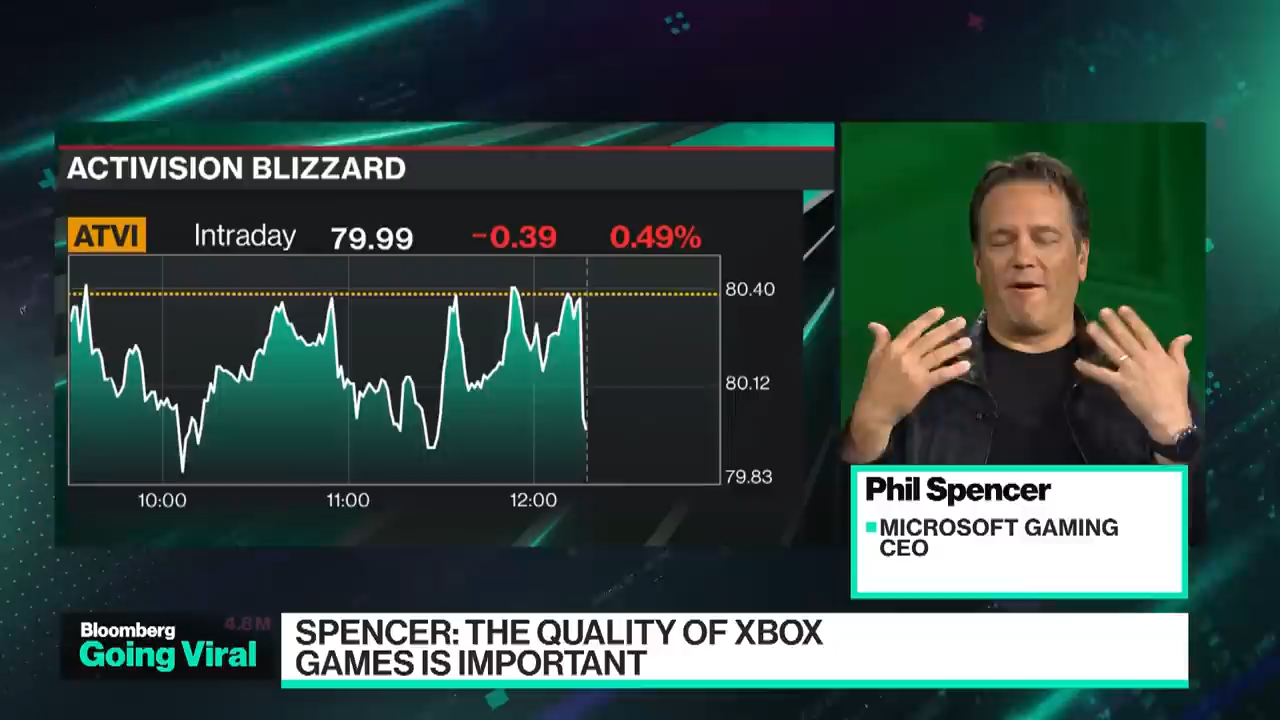 ACTIVISION BLIZZARD
ATVI Intraday 79.99 -0.39 0.49%
80.40
80.12
79.83
10:00 11:00 12:00
Phil Spencer
MICROSOFT GAMING
CEO
4.8M
Bloomberg
Going Viral
SPENCER: THE QUALITY OF XBOX
GAMES IS IMPORTANT